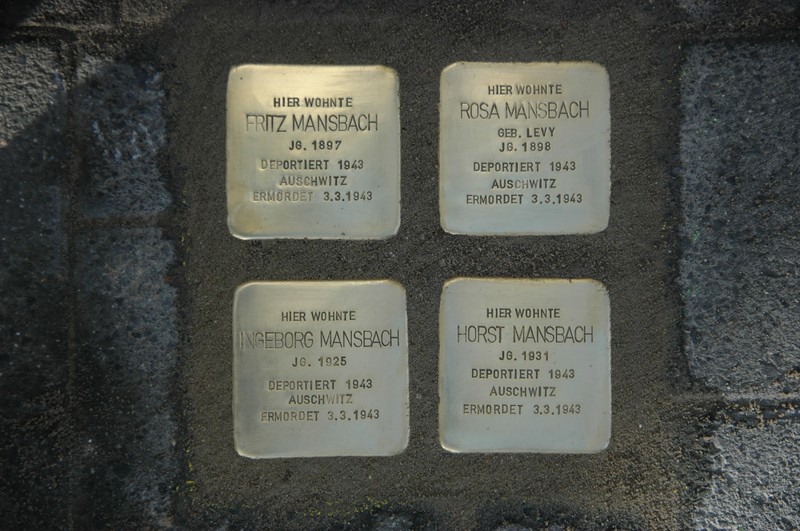 HIER WOHNTE
FRITZ MANSBACH
JG. 1897
DEPORTIERT 1943
AUSCHWITZ
ERMORDET 3.3.1943
HIER WOHNTE
ROSA MANSBACH
GEB. LEVY
JG. 1898
DEPORTIERT 1943
AUSCHWITZ
ERMORDET 3.3.1943
HIER WOHNTE
INGEBORG MANSBACH
JG. 1925
DEPORTIERT 1943
AUSCHWITZ
ERMORDET 3.3.1943
HIER WOHNTE
HORST MANSBACH
JG. 1931
DEPORTIERT 1943
AUSCHWITZ
ERMORDET 3.3.1943